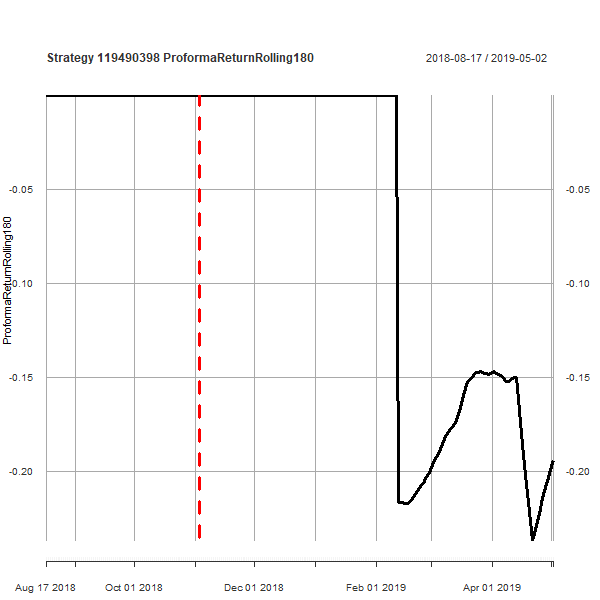 Strategy 119490398 ProformaReturnRolling180
2018-08-17 / 2019-05-02
-0.05
-0.05
-0.10
-0.10
-0.15
-0.15
-0.20
-0.20
ProformaReturnRolling180
Aug 17 2018
Oct 01 2018
Dec 01 2018
Feb 01 2019
Apr 01 2019